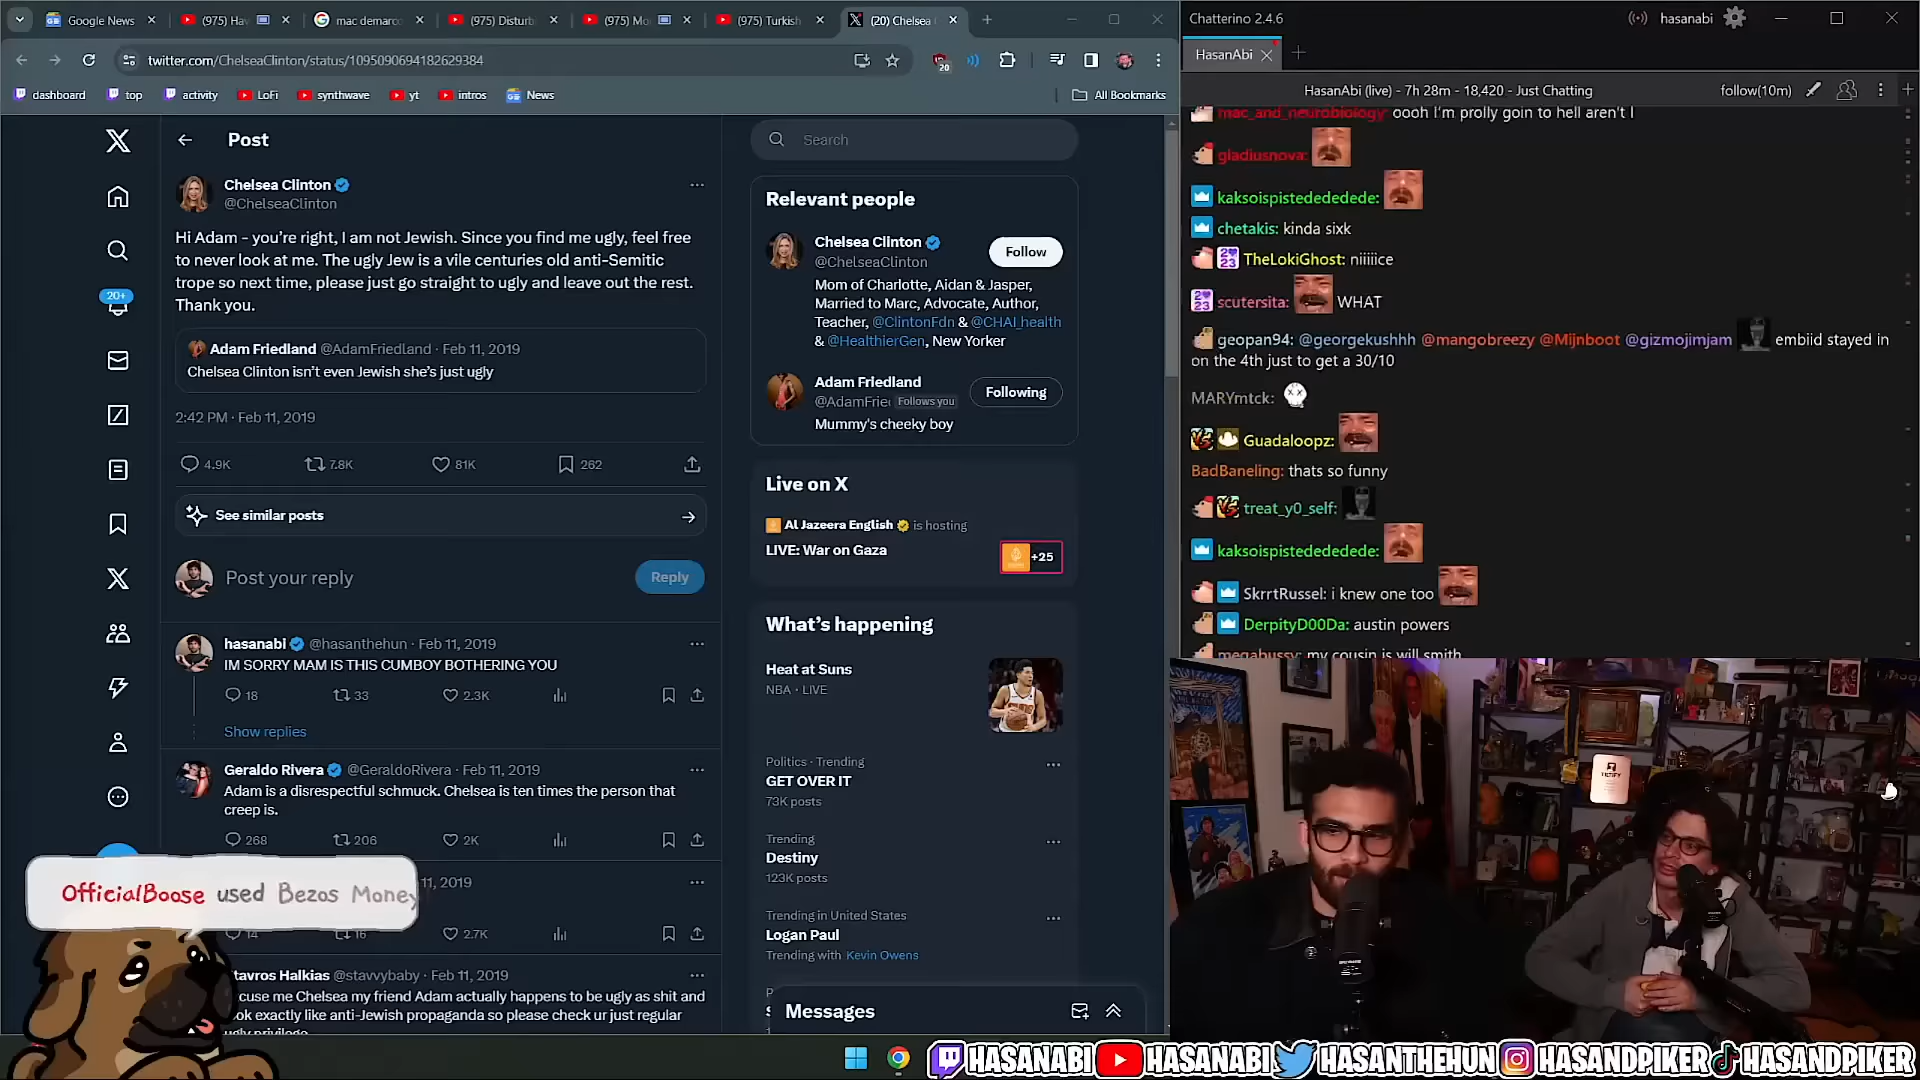 Google News
(975) Hav
mac demarco
(975) Disturb
(975) Mo
(975) Turkish
(20) Chelsea C
twitter.com/ChelseaClinton/status/1095090694182629384
20
dashboard
top
activity
LoFi
synthwave
yt
intros
News
All Bookmarks
Post
Chelsea Clinton
@ChelseaClinton
Hi Adam - you're right, I am not Jewish. Since you find me ugly, feel free
to never look at me. The ugly Jew is a vile centuries old anti-Semitic
trope so next time, please just go straight to ugly and leave out the rest.
Thank you.
Adam Friedland @AdamFriedland · Feb 11, 2019
Chelsea Clinton isn't even Jewish she's just ugly
2:42 PM · Feb 11, 2019
4.9K
7.8K
81K
262
See similar posts
Post your reply
Reply
20+
hasanabi @hasanthehun · Feb 11, 2019
IM SORRY MAM IS THIS CUMBOY BOTHERING YOU
18
33
2.3K
Show replies
Geraldo Rivera @GeraldoRivera · Feb 11, 2019
Adam is a disrespectful schmuck. Chelsea is ten times the person that
creep is.
268
206
2K
11, 2019
14
16
2.7K
tavros Halkias @stavvybaby · Feb 11, 2019
cuse me Chelsea my friend Adam actually happens to be ugly as shit and
ok exactly like anti-Jewish propaganda so please check ur just regular
ugly privilege
OfficialBoose used Bezos Money
Search
Relevant people
Chelsea Clinton
@ChelseaClinton
Follow
Mom of Charlotte, Aidan & Jasper,
Married to Marc, Advocate, Author,
Teacher, @ClintonFdn & @CHAI_health
& @HealthierGen, New Yorker
Adam Friedland
@AdamFrie
Follows you
Following
Mummy's cheeky boy
Live on X
Al Jazeera English is hosting
LIVE: War on Gaza
+25
What's happening
Heat at Suns
NBA · LIVE
Politics · Trending
GET OVER IT
73K posts
Trending
Destiny
123K posts
Trending in United States
Logan Paul
Trending with Kevin Owens
Messages
Chatterino 2.4.6
hasanabi
HasanAbi
HasanAbi (live) - 7h 28m - 18,420 - Just Chatting
follow(10m)
mac_and_neurobiology: oooh I'm prolly goin to hell aren't I
gladiusnova:
kaksoispistedededede:
chetakis: kinda sixk
TheLokiGhost: niiiice
scutersita: WHAT
geopan94: @georgekushhh @mangobreezy @Mijnboot @gizmojimjam embiid stayed in
on the 4th just to get a 30/10
MARYmtck:
Guadaloopz:
BadBaneling: thats so funny
treat_y0_self:
kaksoispistedededede:
SkrrtRussel: i knew one too
DerpityD00Da: austin powers
megabussy: my cousin is will smith
HASANABI
HASANABI
HASANTHEHUN
HASANDPIKER
HASANDPIKER